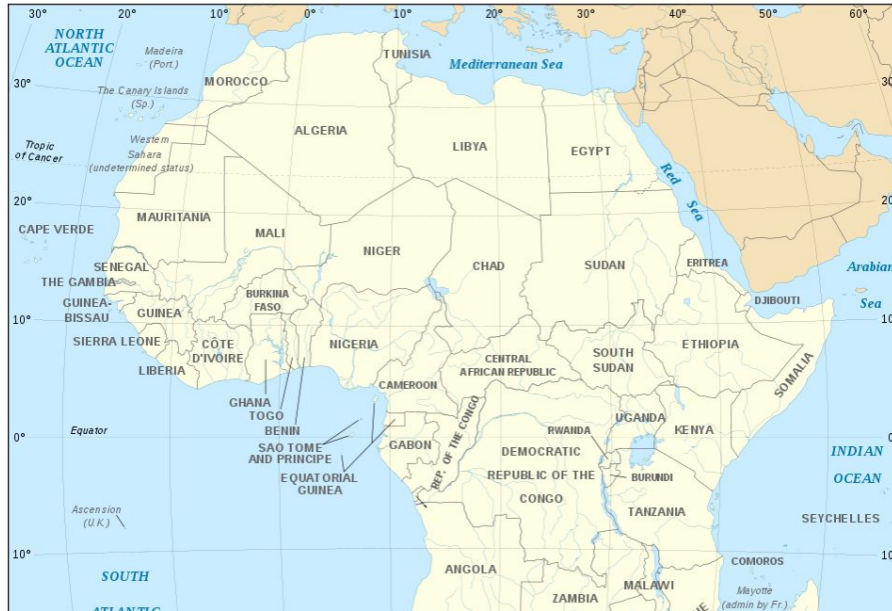 20°
10°
0°
10°
20°
30°
40°
50°
60°
NORTH
ATLANTIC
OCEAN
Madeira
(Port.)
TUNISIA
Mediterranean Sea
30°
MOROCCO
30°
The Canary Islands
(Sp.)
ALGERIA
LIBYA
EGYPT
Tropic
of Cancer
Western
Sahara
(undetermined status)
Red
Sea
20°
20°
MAURITANIA
CAPE VERDE
MALI
NIGER
CHAD
SUDAN
ERITREA
Arabian
Sea
SENEGAL
THE GAMBIA
GUINEA-
BISSAU
GUINEA
BURKINA
FASO
DJIBOUTI
10°
10
SIERRA LEONE
CÔTE
D'IVOIRE
NIGERIA
ETHIOPIA
LIBERIA
CENTRAL
AFRICAN REPUBLIC
SOUTH
SUDAN
SOMALIA
CAMEROON
GHANA
TOGO
BENIN
Equator
0°
SAO TOME
AND PRINCIPE
EQUATORIAL
GUINEA
GABON
REP. OF THE CONGO
RWANDA
UGANDA
KENYA
0°
DEMOCRATIC
REPUBLIC OF THE
CONGO
BURUNDI
INDIAN
OCEAN
TANZANIA
SEYCHELLES
Ascension
(U.K.)
10°
10
ANGOLA
COMOROS
SOUTH
ATLANTIC
ZAMBIA
MALAWI
Mayotte
(admin by Fr.)